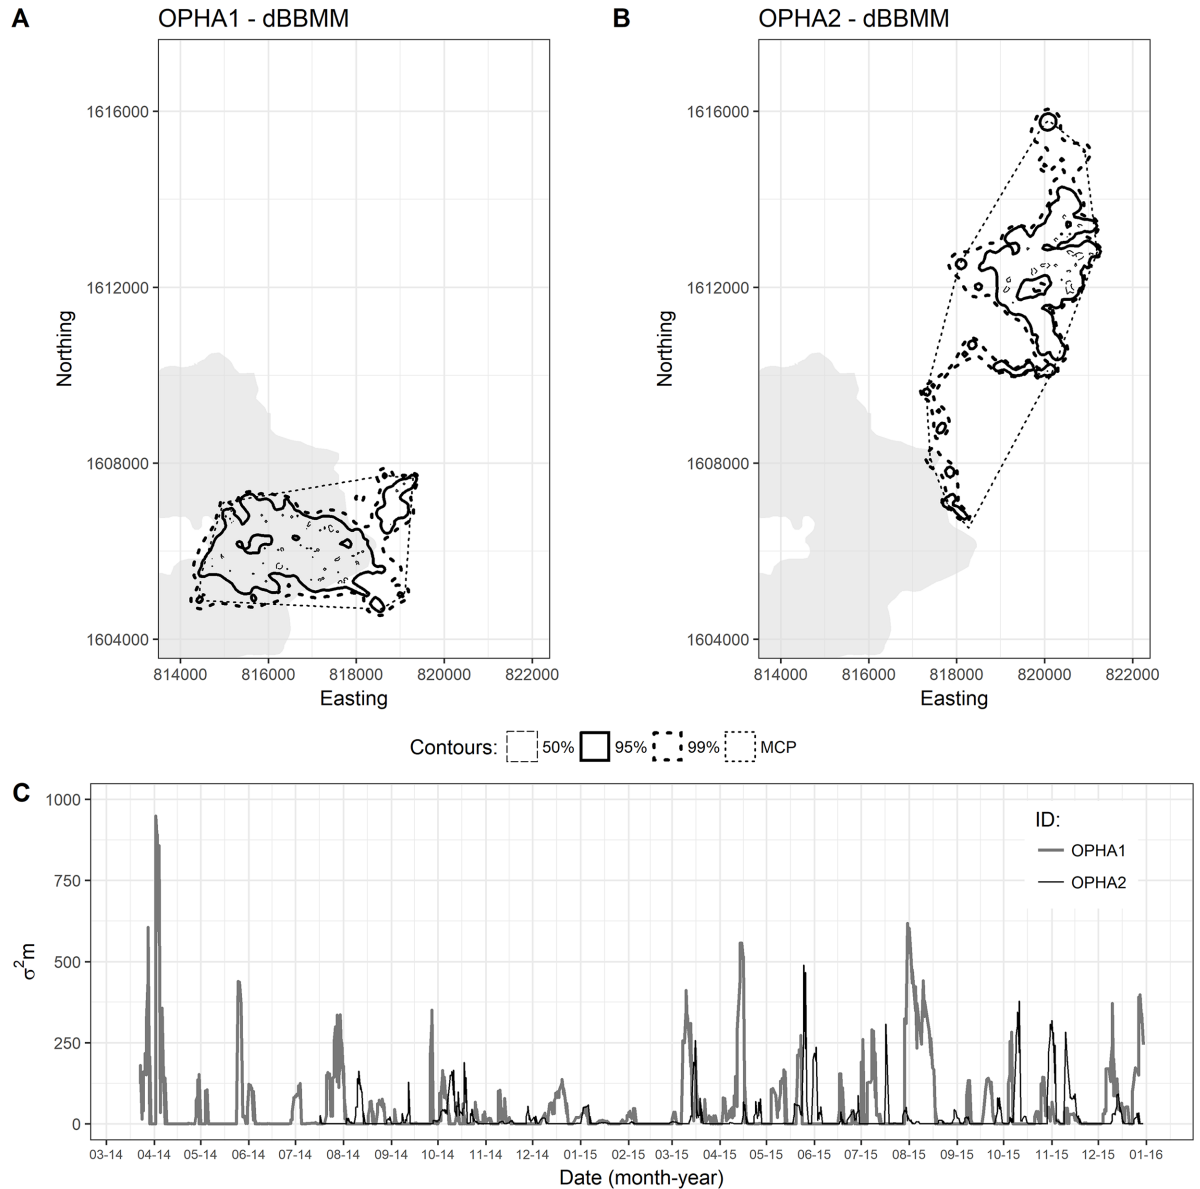 A
OPHA1 - dBBMM
B
OPHA2 - dBBMM
Northing
1616000
1612000
1608000
1604000
814000 816000 818000 820000 822000
Easting
Northing
1616000
1612000
1608000
1604000
814000 816000 818000 820000 822000
Easting
Contours: 50% 95% 99% MCP
C
σ²m
1000
750
500
250
0
ID:
OPHA1
OPHA2
03-14 04-14 05-14 06-14 07-14 08-14 09-14 10-14 11-14 12-14 01-15 02-15 03-15 04-15 05-15 06-15 07-15 08-15 09-15 10-15 11-15 12-15 01-16
Date (month-year)